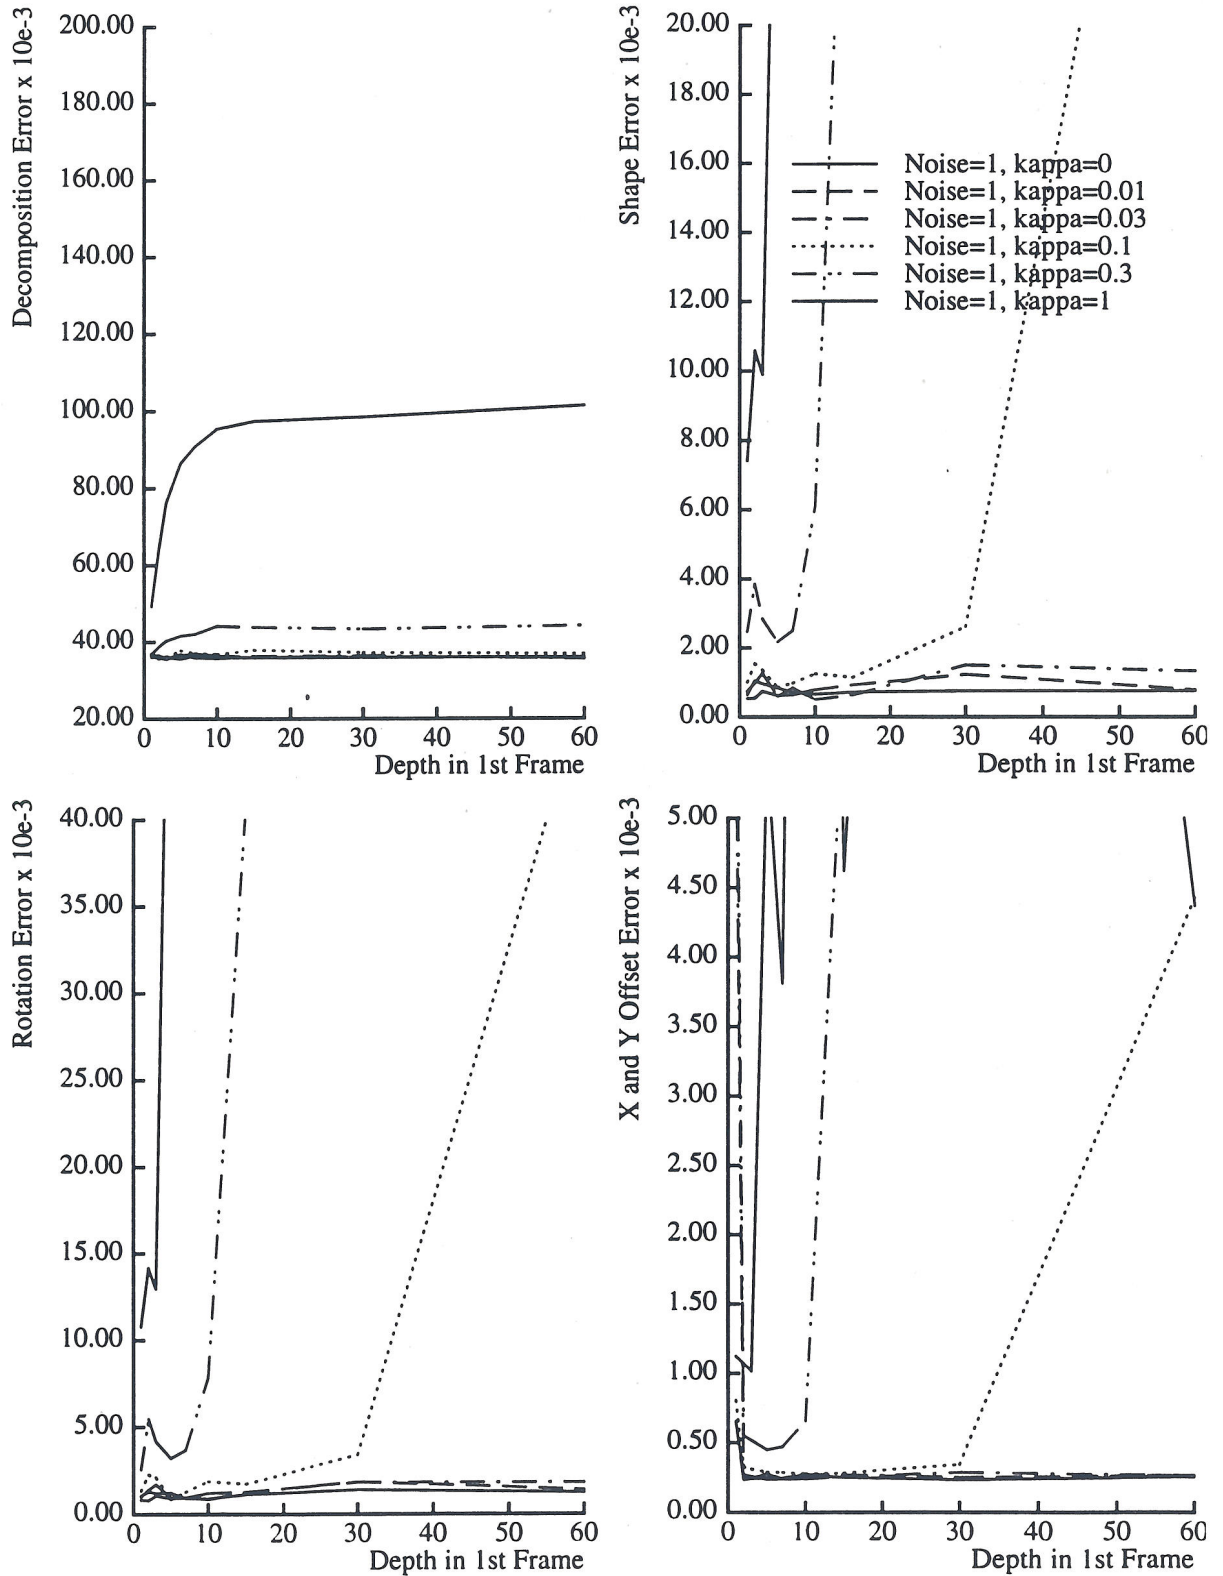 Decomposition Error x 10e-3
200.00
180.00
160.00
140.00
120.00
100.00
80.00
60.00
40.00
20.00
0 10 20 30 40 50 60
Depth in 1st Frame
Shape Error x 10e-3
20.00
18.00
16.00
14.00
12.00
10.00
8.00
6.00
4.00
2.00
0.00
Noise=1, kappa=0
Noise=1, kappa=0.01
Noise=1, kappa=0.03
Noise=1, kappa=0.1
Noise=1, kappa=0.3
Noise=1, kappa=1
0 10 20 30 40 50 60
Depth in 1st Frame
Rotation Error x 10e-3
40.00
35.00
30.00
25.00
20.00
15.00
10.00
5.00
0.00
0 10 20 30 40 50 60
Depth in 1st Frame
X and Y Offset Error x 10e-3
5.00
4.50
4.00
3.50
3.00
2.50
2.00
1.50
1.00
0.50
0.00
0 10 20 30 40 50 60
Depth in 1st Frame